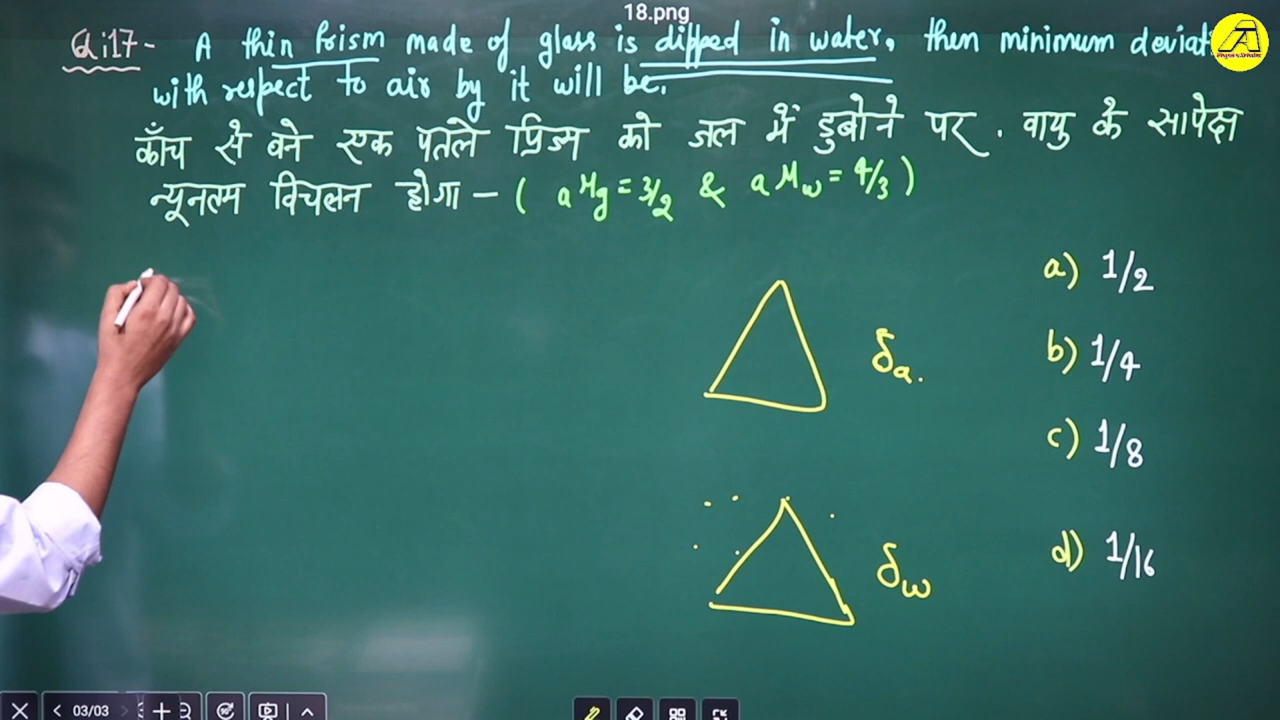 18.png
Q:17- A thin Prism made of glass is dipped in water, then minimum deviat
with respect to air by it will be.
काँच से बने एक पतले प्रिज्म को जल में डुबोने पर . वायु के सापेक्ष
न्यूनतम विचलन होगा – ( aμg = 3/2 & aμw = 4/3 )
a) 1/2
δa.
b) 1/4
c) 1/8
δw
d) 1/16
03/03